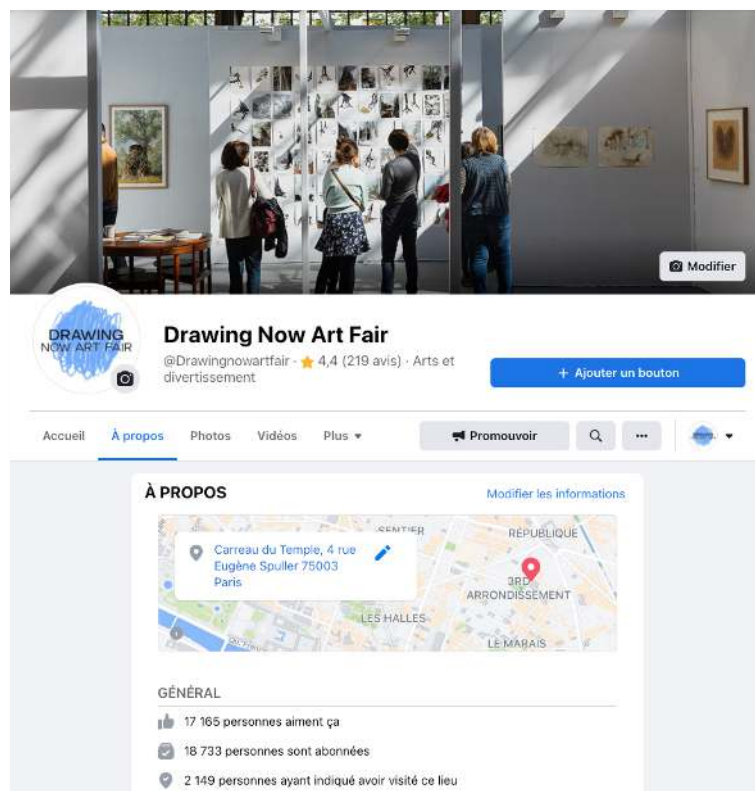 Modifier
DRAWING
NOW ART FAIR
Drawing Now Art Fair
@Drawingnowartfair · 4,4 (219 avis) · Arts et
divertissement
+ Ajouter un bouton
Accueil À propos Photos Vidéos Plus Promouvoir
À PROPOS Modifier les informations
SENTIER
RÉPUBLIQUE
Carreau du Temple, 4 rue
Eugène Spuller 75003
Paris
3RD
ARRONDISSEMENT
LES HALLES
LE MARAIS
GÉNÉRAL
17 165 personnes aiment ça
18 733 personnes sont abonnées
2 149 personnes ayant indiqué avoir visité ce lieu